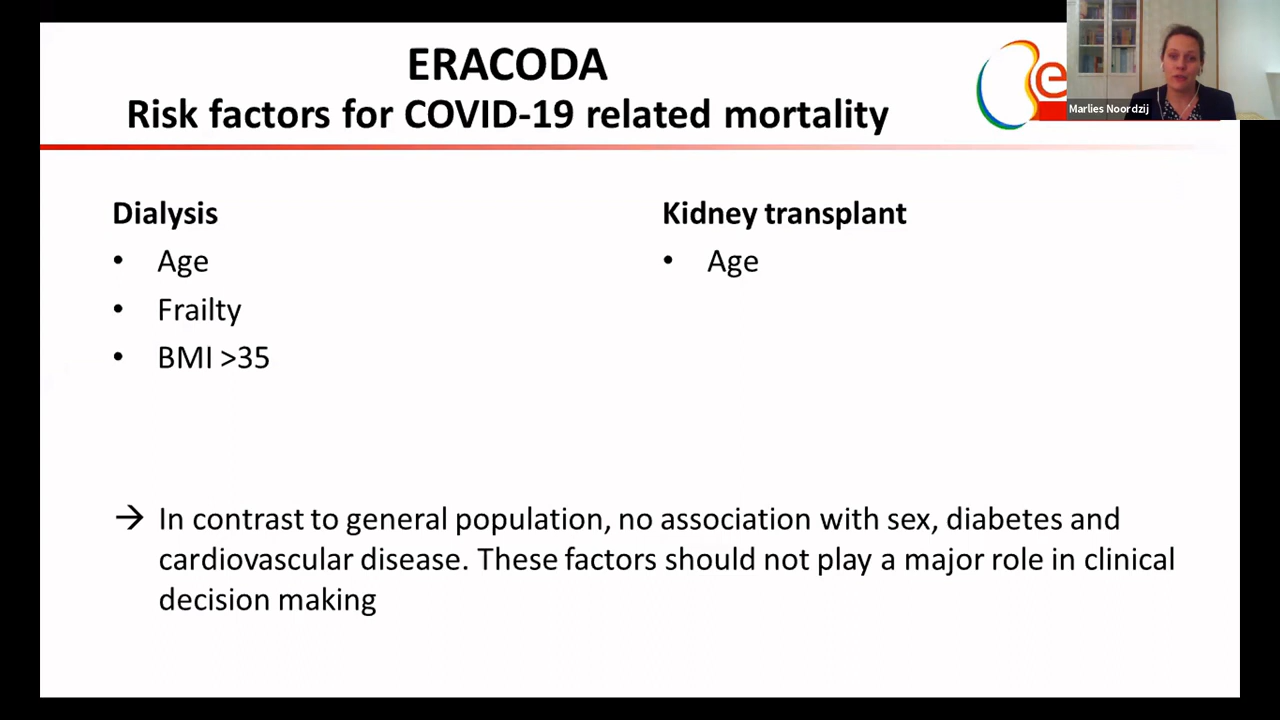 ERACODA
Risk factors for COVID-19 related mortality
e
Marlies Noordzij
Dialysis
• Age
• Frailty
• BMI >35
Kidney transplant
• Age
→ In contrast to general population, no association with sex, diabetes and
cardiovascular disease. These factors should not play a major role in clinical
decision making